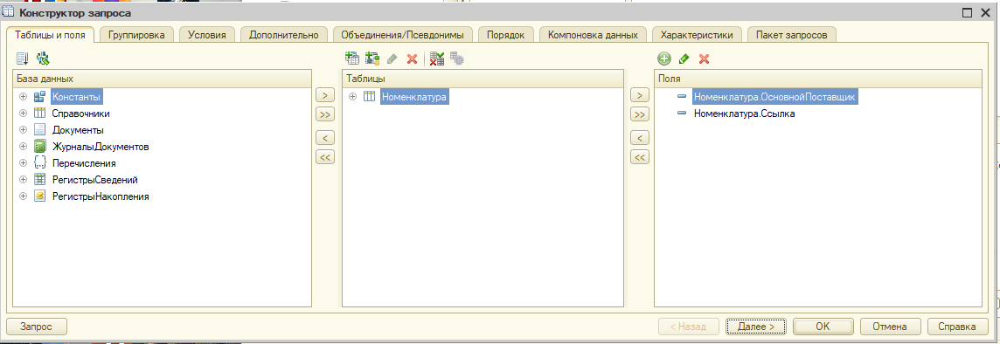 Конструктор запроса
Таблицы и поля Группировка Условия Дополнительно Объединения/Псевдонимы Порядок Компоновка данных Характеристики Пакет запросов
База данных
Константы
Справочники
Документы
ЖурналыДокументов
Перечисления
РегистрыСведений
РегистрыНакопления
>
>>
<
<<
Таблицы
Номенклатура
>
>>
<
<<
Поля
Номенклатура.ОсновнойПоставщик
Номенклатура.Ссылка
Запрос < Назад Далее > OK Отмена Справка